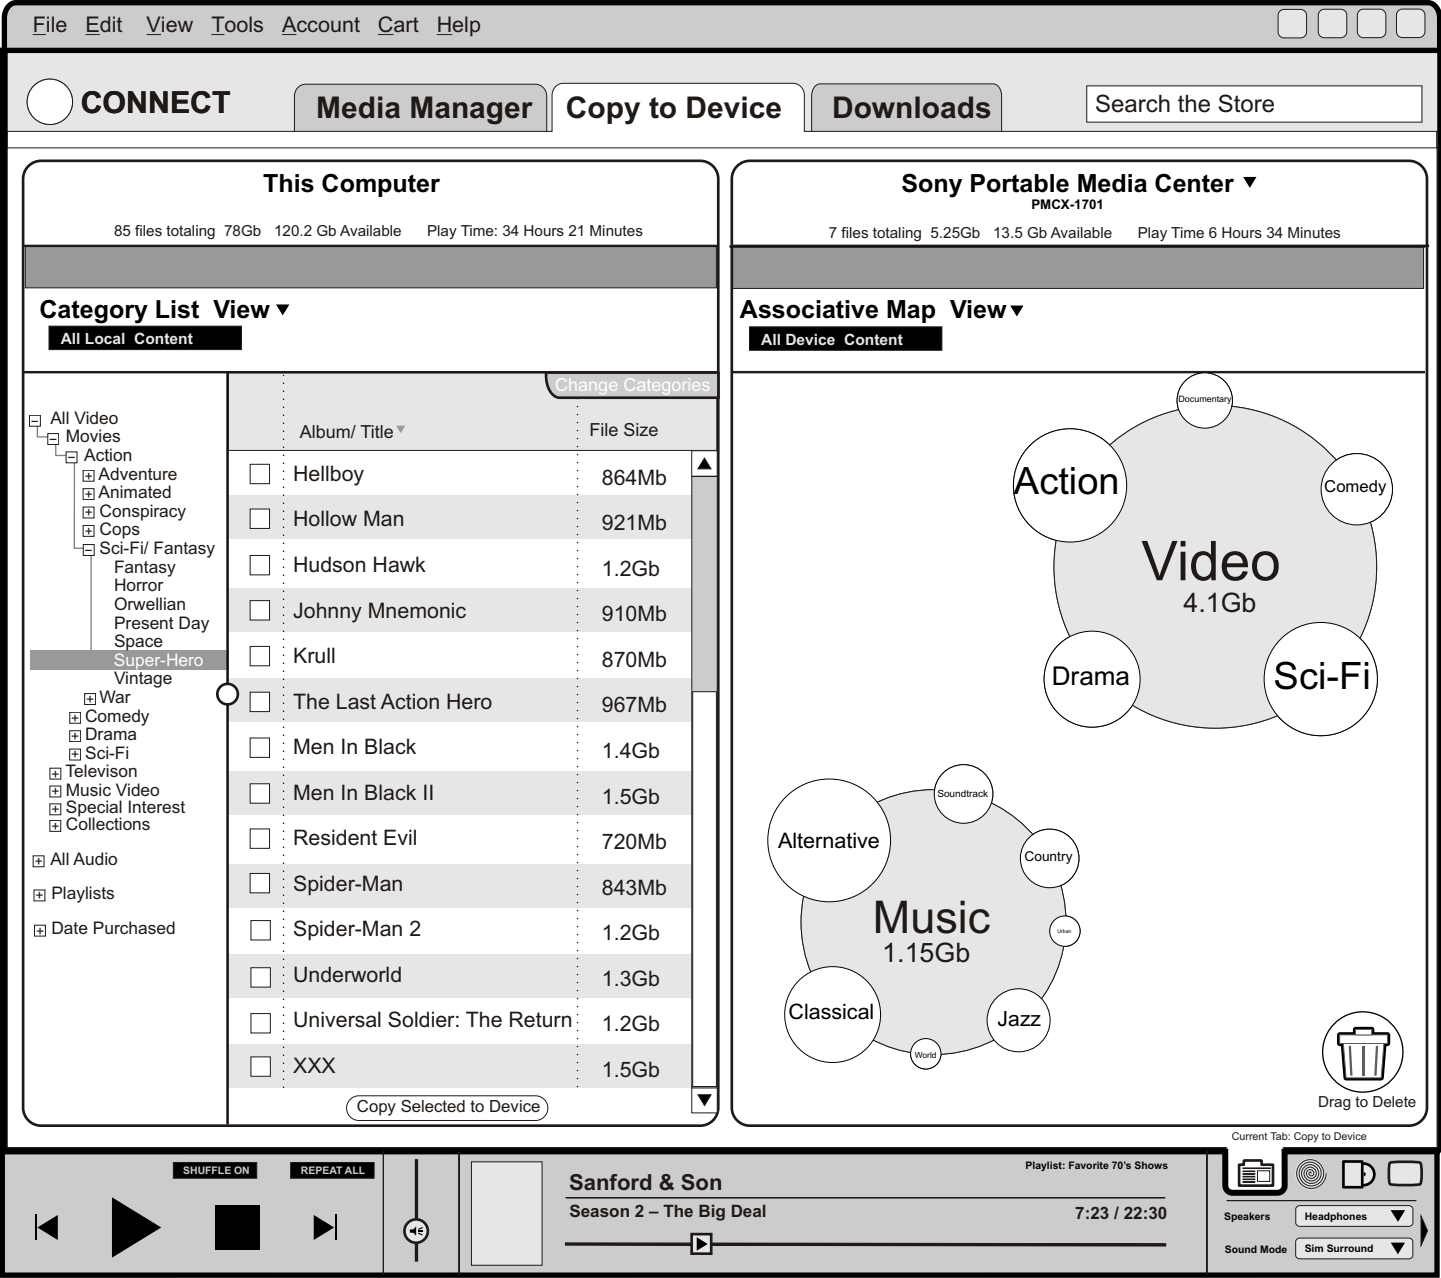 File Edit View Tools Account Cart Help
CONNECT
Media Manager
Copy to Device
Downloads
Search the Store
This Computer
85 files totaling 78Gb 120.2 Gb Available Play Time: 34 Hours 21 Minutes
Category List View
All Local Content
All Video
Movies
Action
Adventure
Animated
Conspiracy
Cops
Sci-Fi/ Fantasy
Fantasy
Horror
Orwellian
Present Day
Space
Super-Hero
Vintage
War
Comedy
Drama
Sci-Fi
Televison
Music Video
Special Interest
Collections
All Audio
Playlists
Date Purchased
Change Categories
Album/ Title File Size
Hellboy 864Mb
Hollow Man 921Mb
Hudson Hawk 1.2Gb
Johnny Mnemonic 910Mb
Krull 870Mb
The Last Action Hero 967Mb
Men In Black 1.4Gb
Men In Black II 1.5Gb
Resident Evil 720Mb
Spider-Man 843Mb
Spider-Man 2 1.2Gb
Underworld 1.3Gb
Universal Soldier: The Return 1.2Gb
XXX 1.5Gb
Copy Selected to Device
Sony Portable Media Center
PMCX-1701
7 files totaling 5.25Gb 13.5 Gb Available Play Time 6 Hours 34 Minutes
Associative Map View
All Device Content
Documentary
Action
Comedy
Video
4.1Gb
Drama
Sci-Fi
Soundtrack
Alternative
Country
Music
1.15Gb
Urban
Classical
Jazz
World
Drag to Delete
Current Tab: Copy to Device
SHUFFLE ON
REPEAT ALL
Playlist: Favorite 70's Shows
Sanford & Son
Season 2 – The Big Deal
7:23 / 22:30
Speakers Headphones
Sound Mode Sim Surround